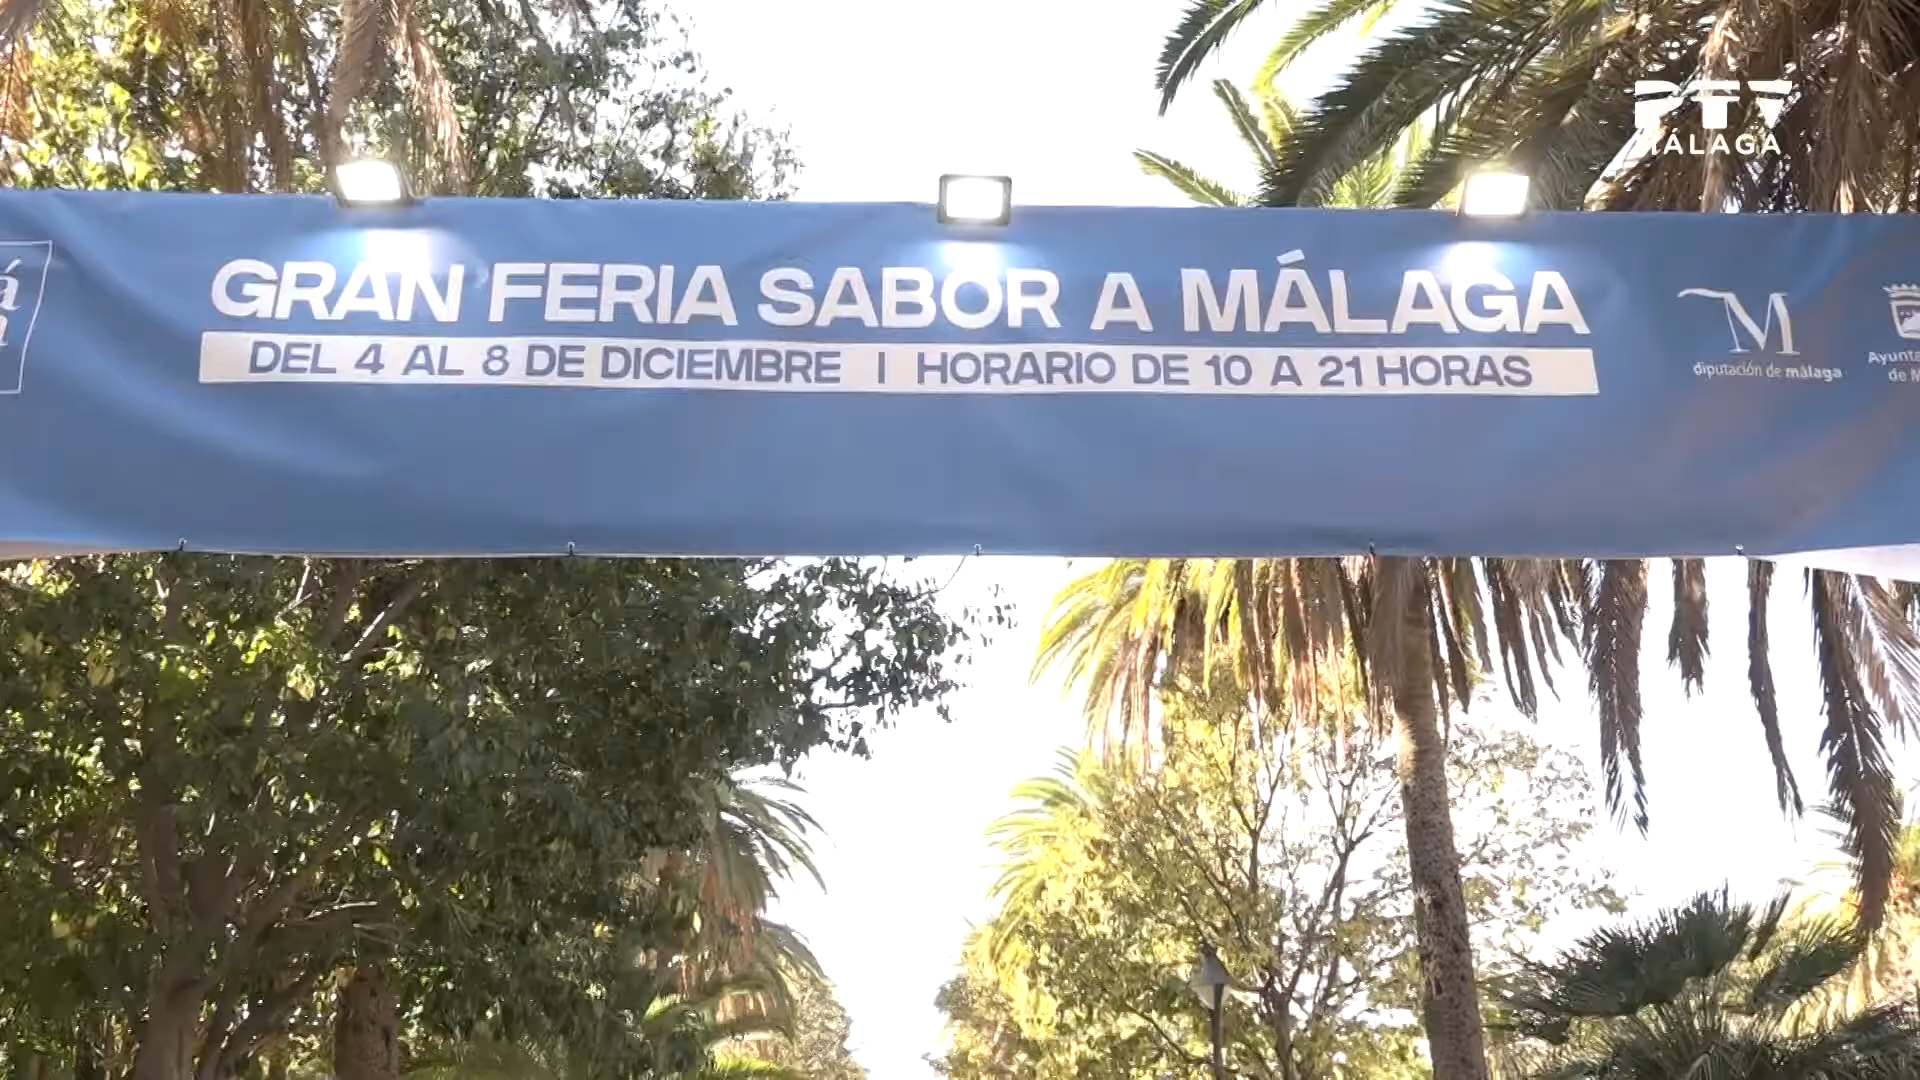 PTV
MÁLAGA
GRAN FERIA SABOR A MÁLAGA
DEL 4 AL 8 DE DICIEMBRE | HORARIO DE 10 A 21 HORAS
M
diputación de málaga